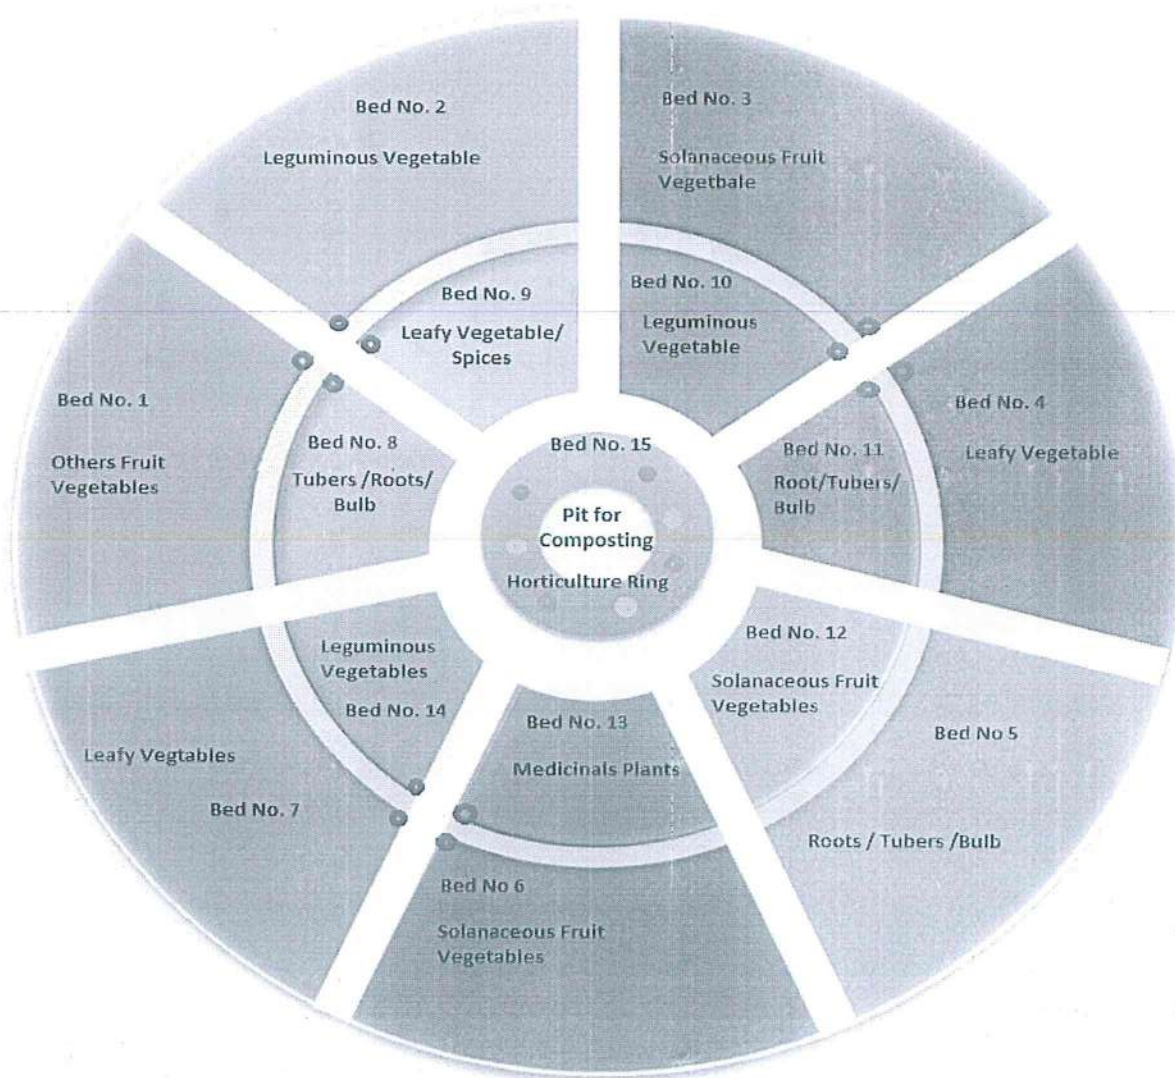 Bed No. 2
Leguminous Vegetable
Bed No. 3
Solanaceous Fruit
Vegetbale
Bed No. 9
Leafy Vegetable/
Spices
Bed No. 10
Leguminous
Vegetable
Bed No. 1
Others Fruit
Vegetables
Bed No. 8
Tubers /Roots/
Bulb
Bed No. 15
Pit for
Composting
Horticulture Ring
Bed No. 11
Root/Tubers/
Bulb
Bed No. 4
Leafy Vegetable
Leguminous
Vegetables
Bed No. 14
Bed No. 12
Solanaceous Fruit
Vegetables
Leafy Vegtables
Bed No. 7
Bed No. 13
Medicinals Plants
Bed No 5
Roots / Tubers /Bulb
Bed No 6
Solanaceous Fruit
Vegetables